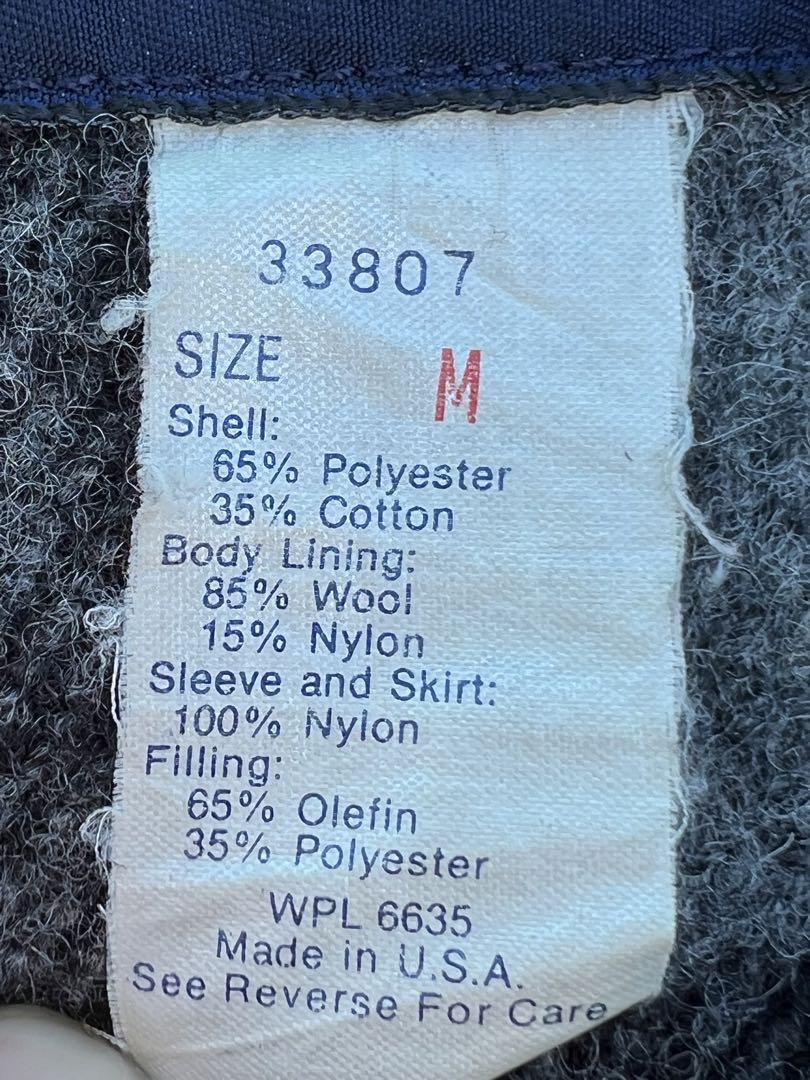 33807
SIZE M
Shell:
65% Polyester
35% Cotton
Body Lining:
85% Wool
15% Nylon
Sleeve and Skirt:
100% Nylon
Filling:
65% Olefin
35% Polyester
WPL 6635
Made in U.S.A.
See Reverse For Care